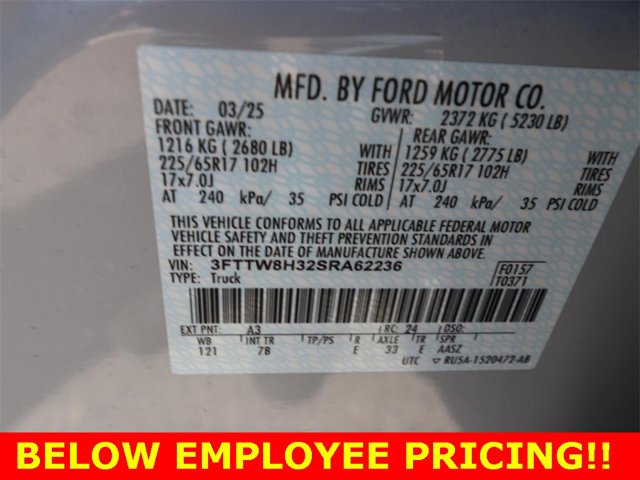 MFD. BY FORD MOTOR CO.
DATE: 03/25 GVWR: 2372 KG ( 5230 LB)
FRONT GAWR: REAR GAWR:
1216 KG ( 2680 LB) WITH 1259 KG ( 2775 LB) WITH
225/65R17 102H TIRES 225/65R17 102H TIRES
17x7.0J RIMS 17x7.0J RIMS
AT 240 kPa/ 35 PSI COLD AT 240 kPa/ 35 PSI COLD
THIS VEHICLE CONFORMS TO ALL APPLICABLE FEDERAL MOTOR
VEHICLE SAFETY AND THEFT PREVENTION STANDARDS IN
EFFECT ON THE DATE OF MANUFACTURE SHOWN ABOVE.
VIN: 3FTTW8H32SRA62236 F0157
TYPE: Truck T0371
EXT PNT: A3 RC: 24 DSO:
WB INT TR TP/PS R AXLE TR SPR
121 7B E 33 E AASZ
UTC ▽ RU5A-1520472-AB
BELOW EMPLOYEE PRICING!!